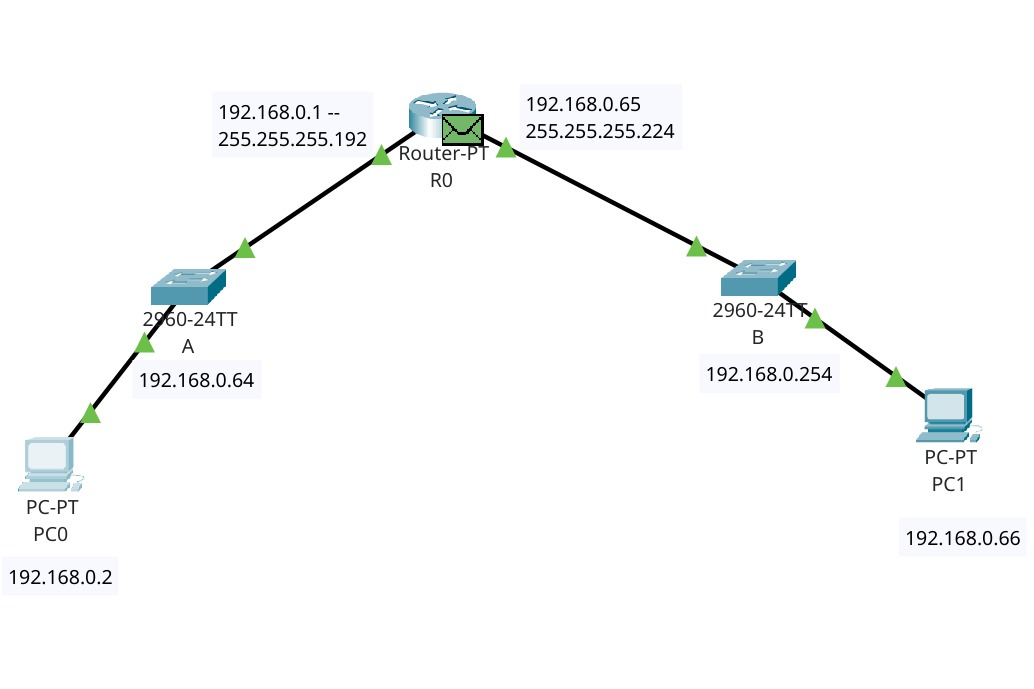 192.168.0.1 --
255.255.255.192
192.168.0.65
255.255.255.224
Router-PT
R0
2960-24TT
A
192.168.0.64
2960-24TT
B
192.168.0.254
PC-PT
PC0
192.168.0.2
PC-PT
PC1
192.168.0.66